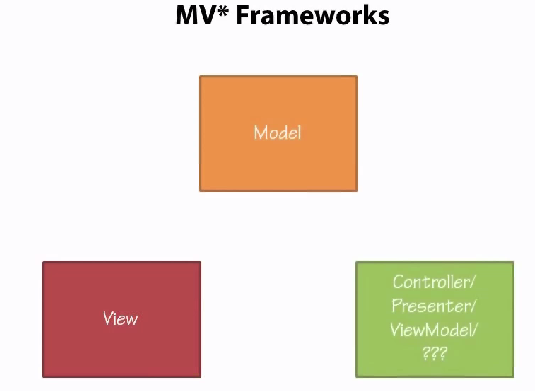 MV* Frameworks
Model
View
Controller/
Presenter/
ViewModel/
???